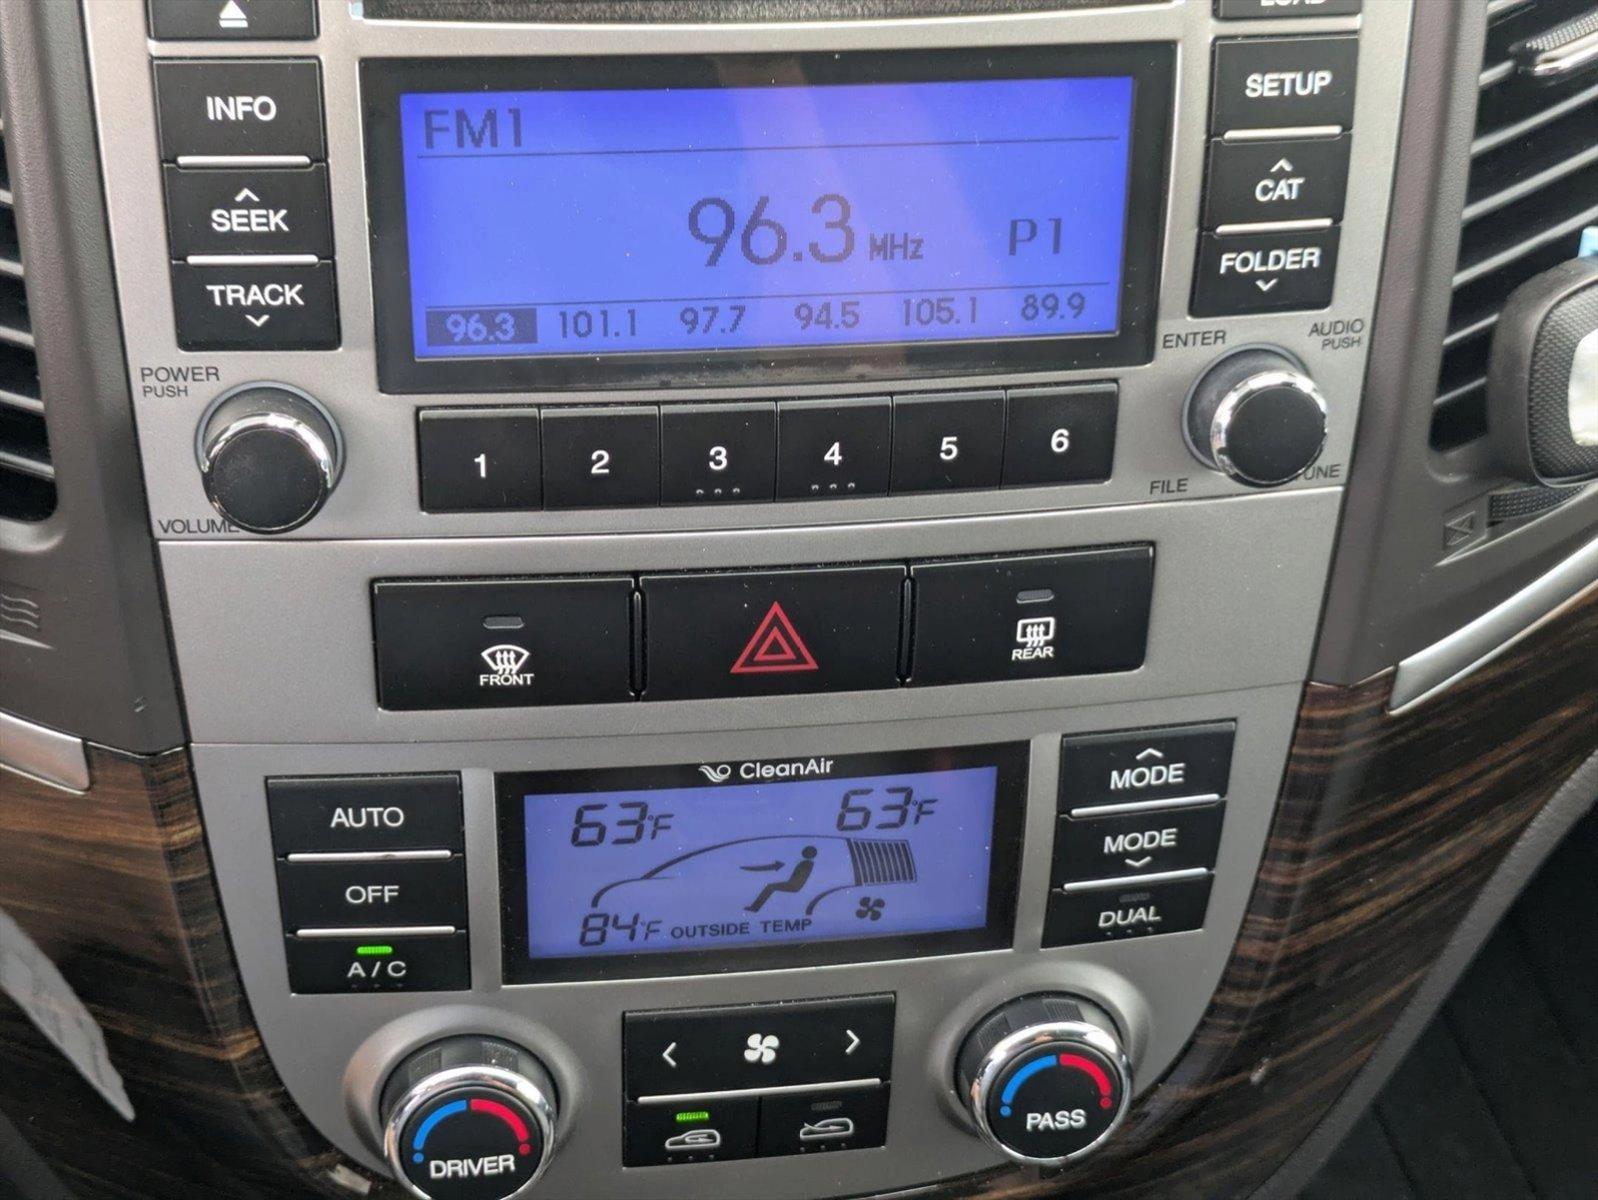 LOAD
INFO
SEEK
TRACK
POWER
PUSH
VOLUME
FM1
96.3 MHz P1
96.3 101.1 97.7 94.5 105.1 89.9
SETUP
CAT
FOLDER
ENTER
AUDIO
PUSH
FILE
TUNE
1 2 3 4 5 6
FRONT
REAR
AUTO
OFF
A/C
CleanAir
63°F 63°F
84°F OUTSIDE TEMP
MODE
MODE
DUAL
DRIVER
PASS